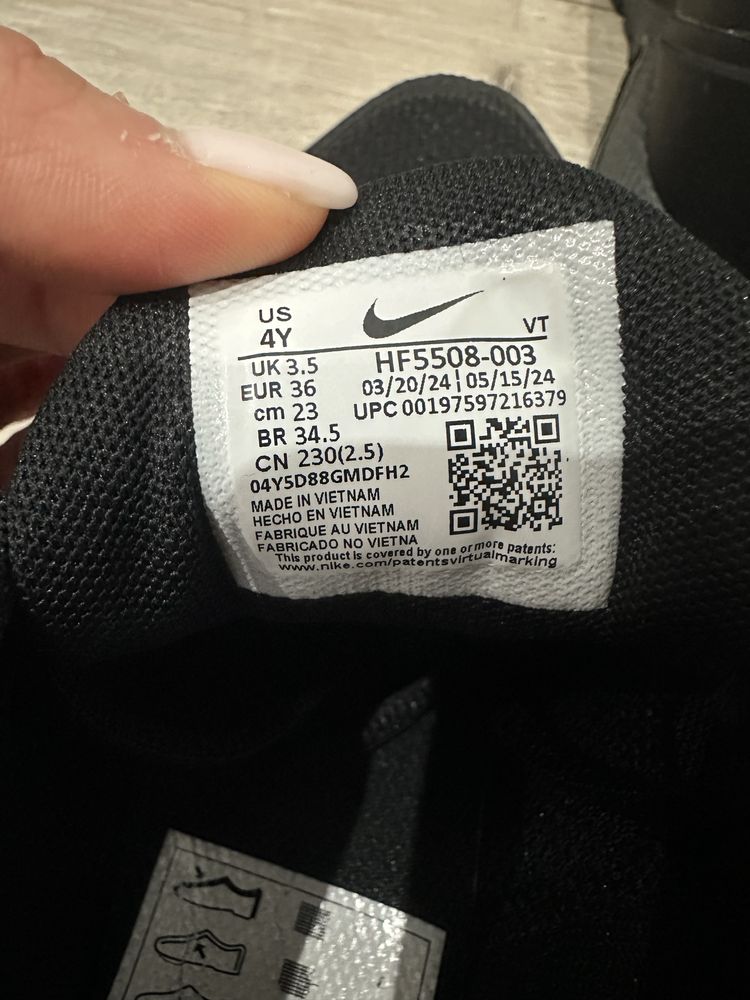 US
4Y
VT
UK 3.5
HF5508-003
EUR 36
03/20/24 | 05/15/24
cm 23
UPC 00197597216379
BR 34.5
CN 230(2.5)
04Y5D88GMDFH2
MADE IN VIETNAM
HECHO EN VIETNAM
FABRIQUE AU VIETNAM
FABRICADO NO VIETNA
This product is covered by one or more patents:
www.nike.com/patentsvirtualmarking